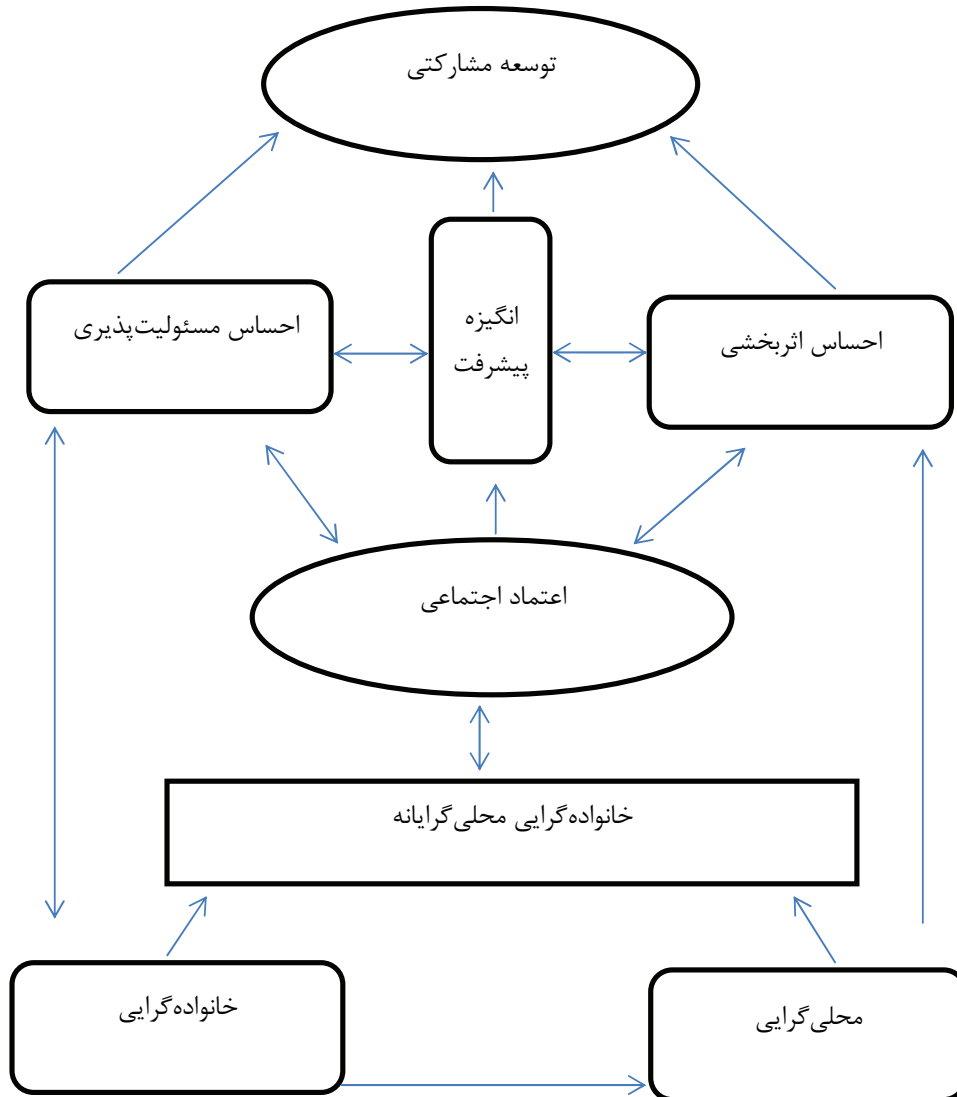 توسعه مشارکتی
انگیزه
پیشرفت
احساس اثربخشی
احساس مسئولیت‌پذیری
اعتماد اجتماعی
خانواده‌گرایی محلی‌گرایانه
محلی‌گرایی
خانواده‌گرایی